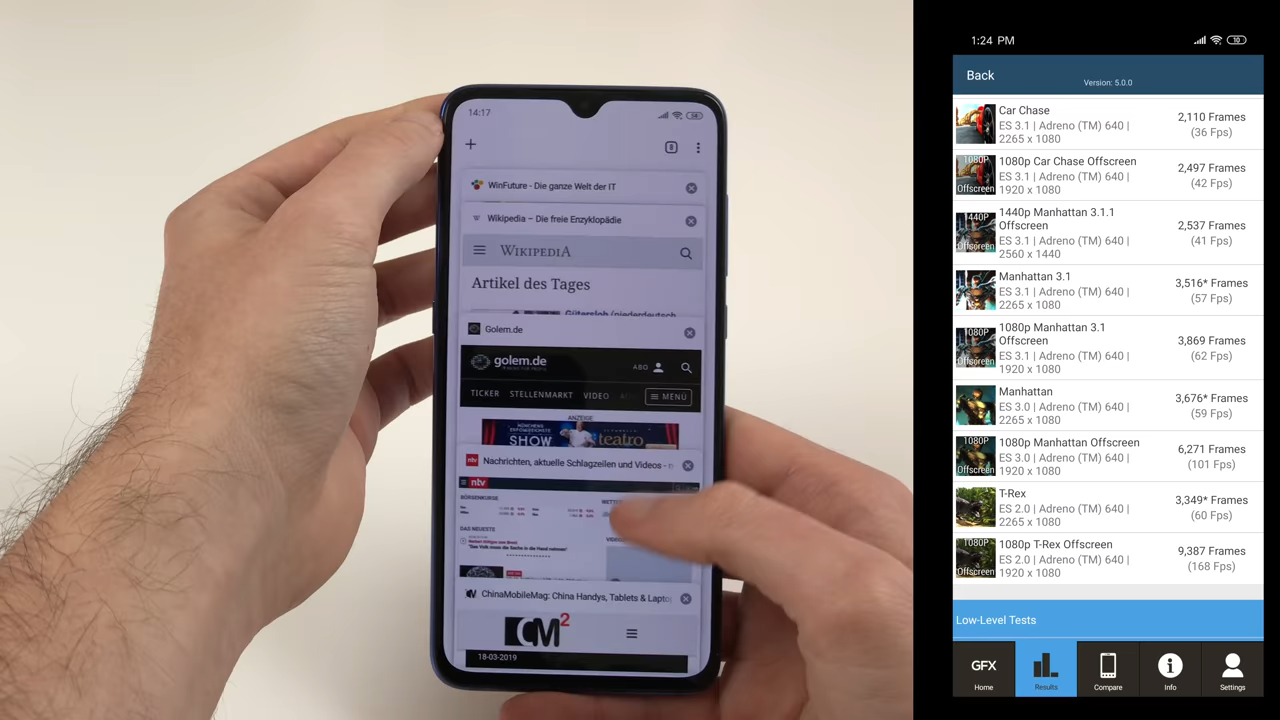 14:17
8
WinFuture - Die ganze Welt der IT
W Wikipedia – Die freie Enzyklopädie
WIKIPEDIA
Artikel des Tages
Gütersloh (niederdeutsch
Golem.de
golem.de
ABO
TICKER STELLENMARKT VIDEO
MENÜ
ANZEIGE
SHOW
teatro
ntv Nachrichten, aktuelle Schlagzeilen und Videos - n
ntv
BÖRSENKURSE
DAS NEUESTE
ChinaMobileMag: China Handys, Tablets & Lapto
CM2
18-03-2019
1:24 PM
10
Back
Version: 5.0.0
Car Chase
ES 3.1 | Adreno (TM) 640 |
2265 x 1080
2,110 Frames
(36 Fps)
1080P
Offscreen
1080p Car Chase Offscreen
ES 3.1 | Adreno (TM) 640 |
1920 x 1080
2,497 Frames
(42 Fps)
1440P
Offscreen
1440p Manhattan 3.1.1
Offscreen
ES 3.1 | Adreno (TM) 640 |
2560 x 1440
2,537 Frames
(41 Fps)
Manhattan 3.1
ES 3.1 | Adreno (TM) 640 |
2265 x 1080
3,516* Frames
(57 Fps)
1080P
Offscreen
1080p Manhattan 3.1
Offscreen
ES 3.1 | Adreno (TM) 640 |
1920 x 1080
3,869 Frames
(62 Fps)
Manhattan
ES 3.0 | Adreno (TM) 640 |
2265 x 1080
3,676* Frames
(59 Fps)
1080P
Offscreen
1080p Manhattan Offscreen
ES 3.0 | Adreno (TM) 640 |
1920 x 1080
6,271 Frames
(101 Fps)
T-Rex
ES 2.0 | Adreno (TM) 640 |
2265 x 1080
3,349* Frames
(60 Fps)
1080P
Offscreen
1080p T-Rex Offscreen
ES 2.0 | Adreno (TM) 640 |
1920 x 1080
9,387 Frames
(168 Fps)
Low-Level Tests
GFX
Home
Results
Compare
Info
Settings